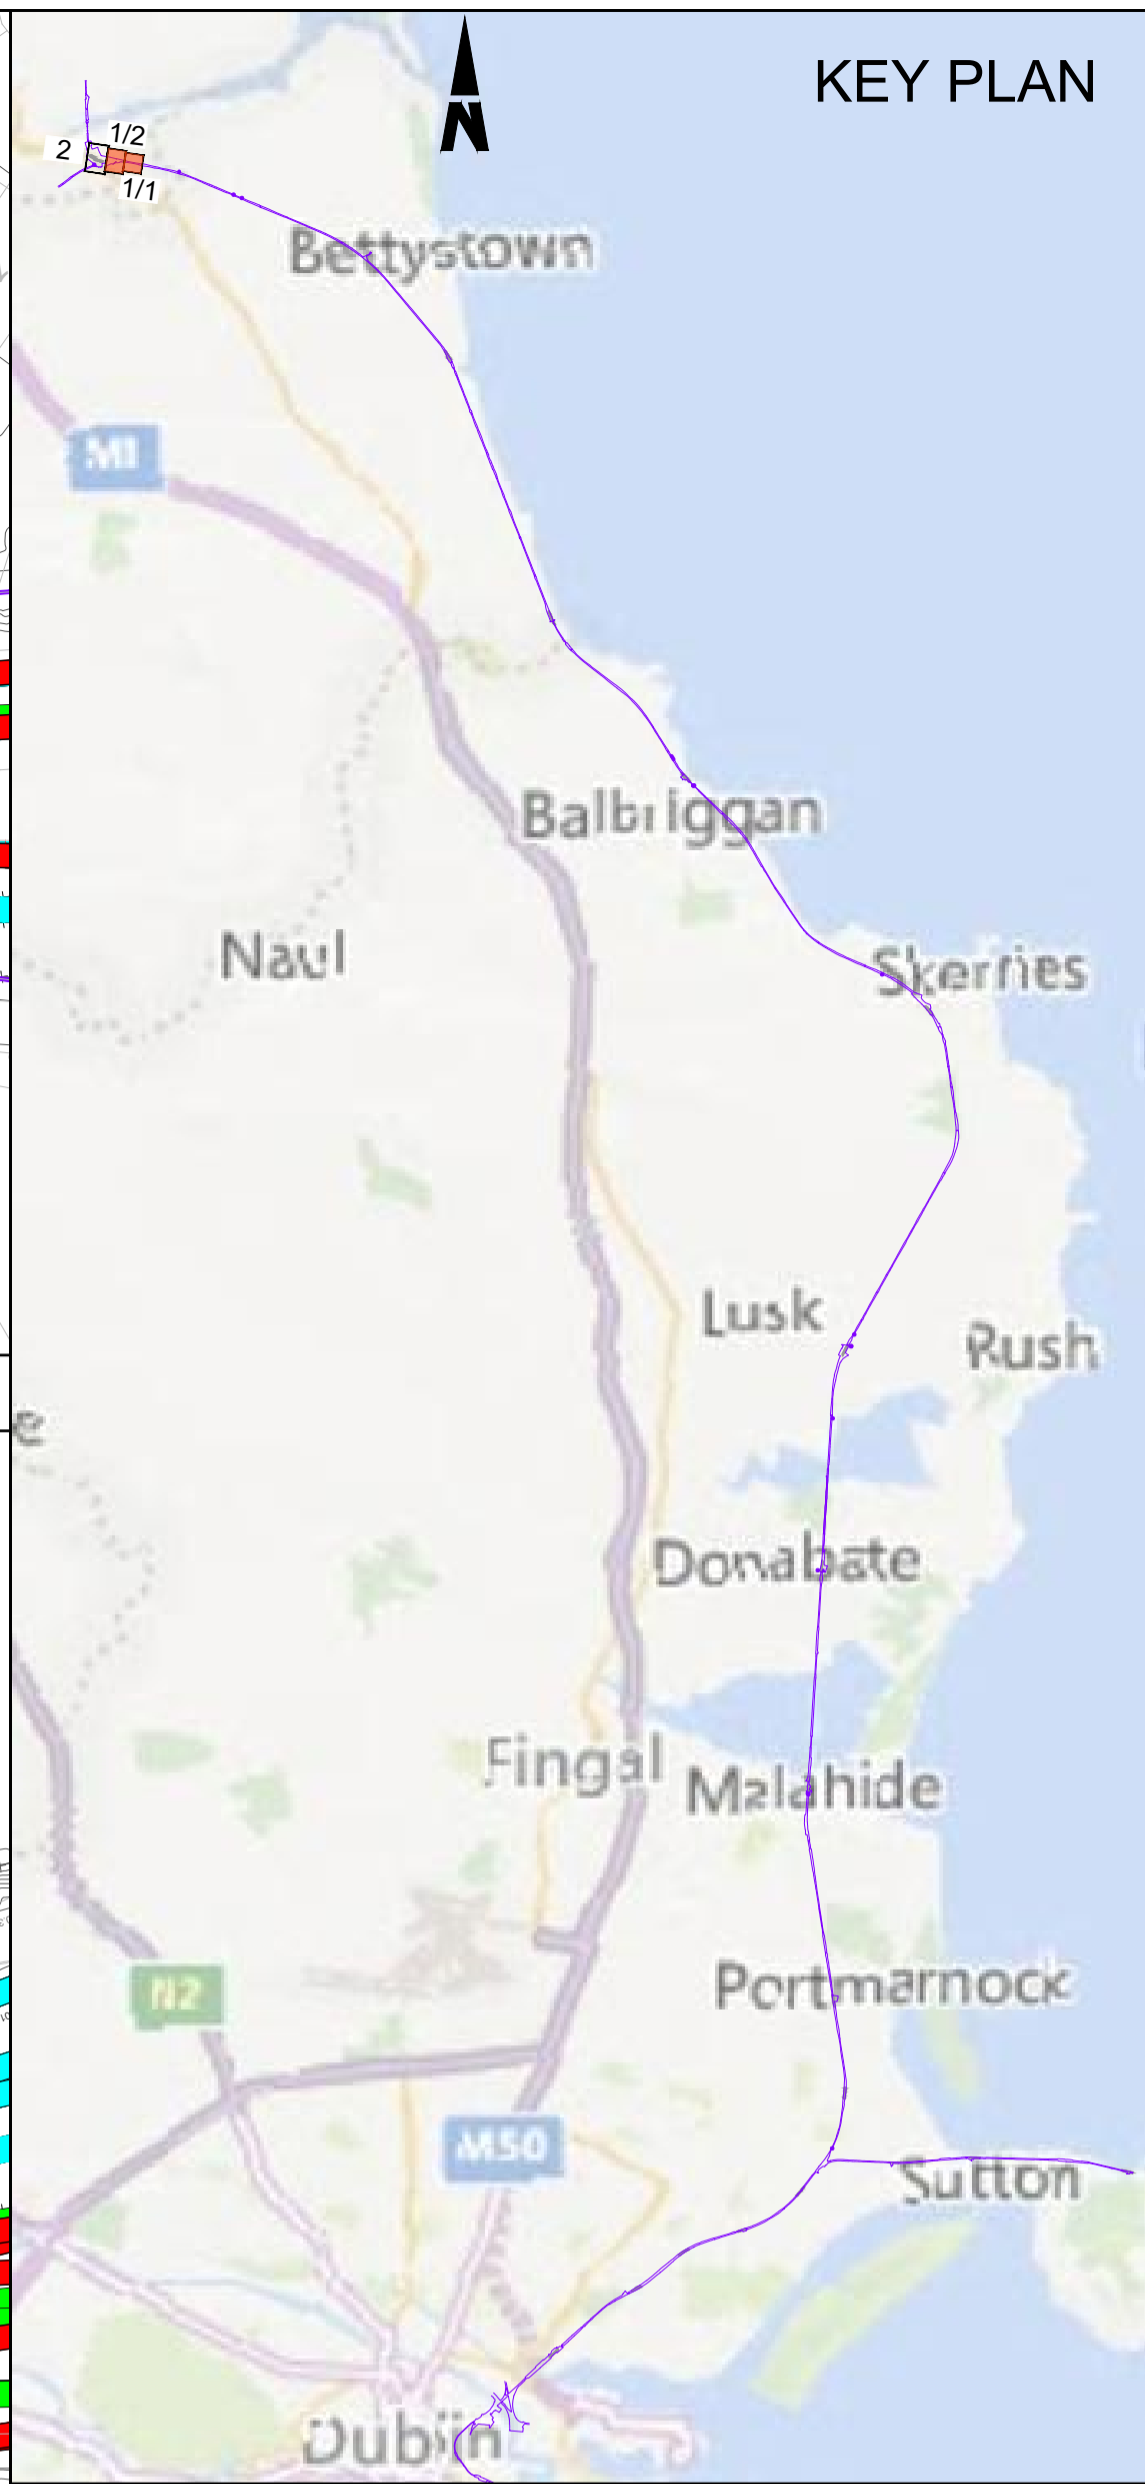 KEY PLAN
N
1/2
2
1/1
Bettystown
M1
Balbriggan
Naul
Skerries
Lusk
Rush
e
Donabate
Fingal
Malahide
Portmarnock
N2
M50
Sutton
Dublin